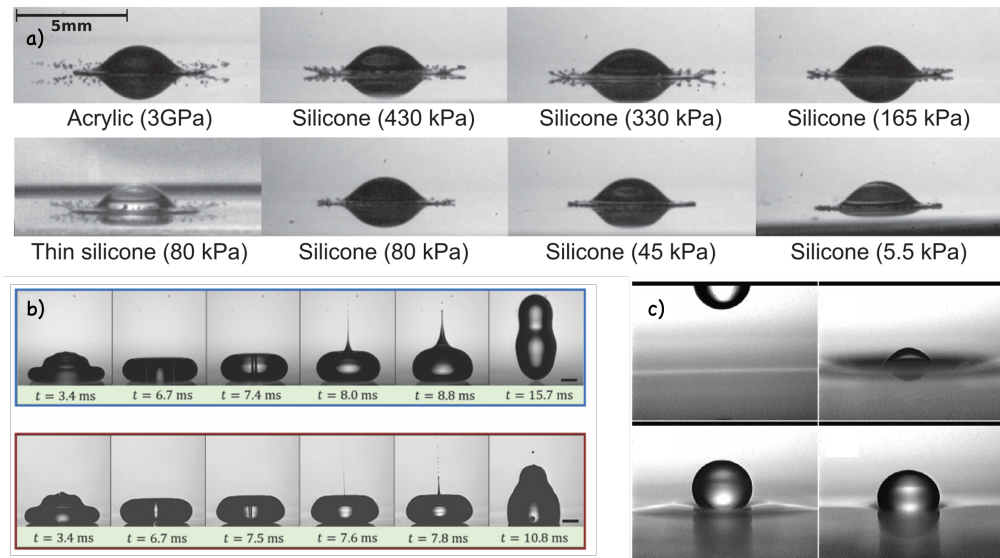 5mm
a)
Acrylic (3GPa) Silicone (430 kPa) Silicone (330 kPa) Silicone (165 kPa)
Thin silicone (80 kPa) Silicone (80 kPa) Silicone (45 kPa) Silicone (5.5 kPa)
b)
t = 3.4 ms t = 6.7 ms t = 7.4 ms t = 8.0 ms t = 8.8 ms t = 15.7 ms
t = 3.4 ms t = 6.7 ms t = 7.5 ms t = 7.6 ms t = 7.8 ms t = 10.8 ms
c)